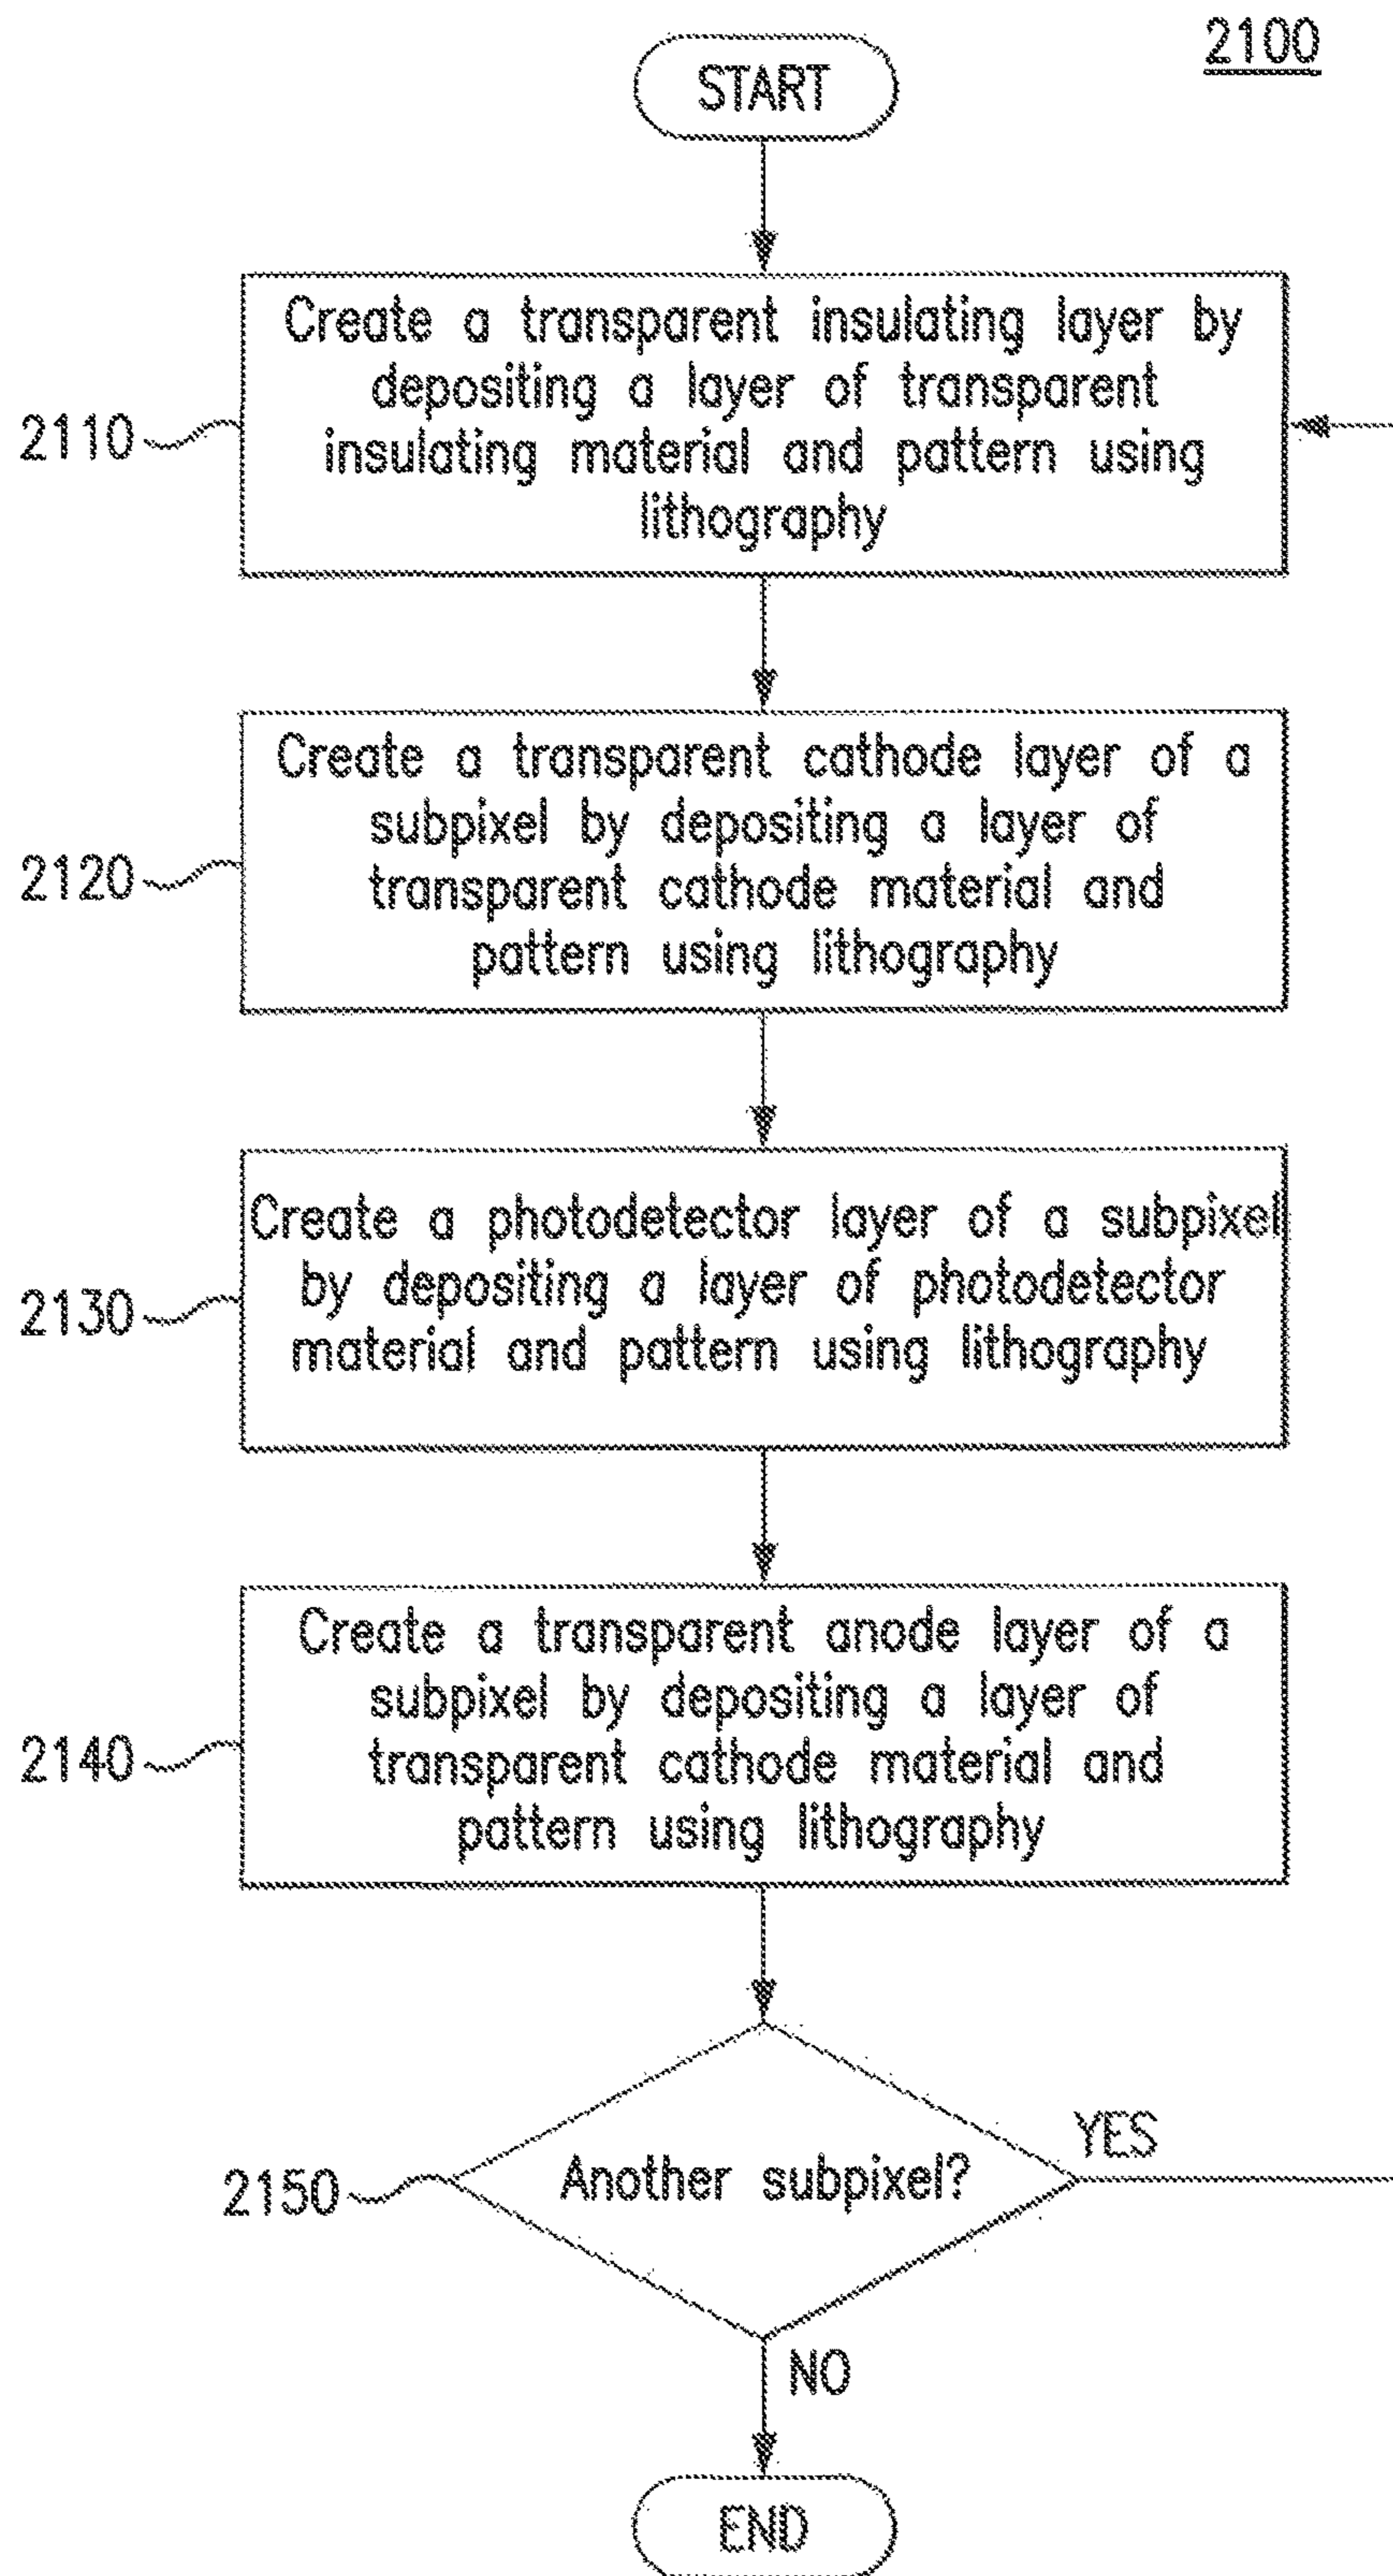 2100
START
Create a transparent insulating layer by
depositing a layer of transparent
insulating material and pattern using
lithography
2110
Create a transparent cathode layer of a
subpixel by depositing a layer of
transparent cathode material and
pattern using lithography
2120
Create a photodetector layer of a subpixel
by depositing a layer of photodetector
material and pattern using lithography
2130
Create a transparent anode layer of a
subpixel by depositing a layer of
transparent cathode material and
pattern using lithography
2140
Another subpixel?
YES
2150
NO
END